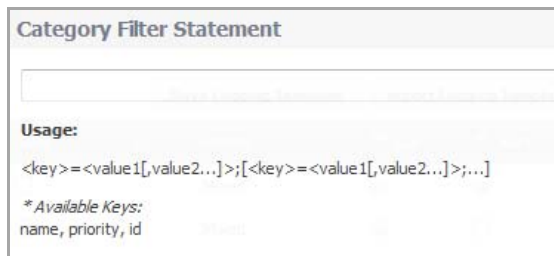 Category Filter Statement
Usage:
<key>=<value1[,value2...]>;[<key>=<value1[,value2...]>;...]
* Available Keys:
name, priority, id